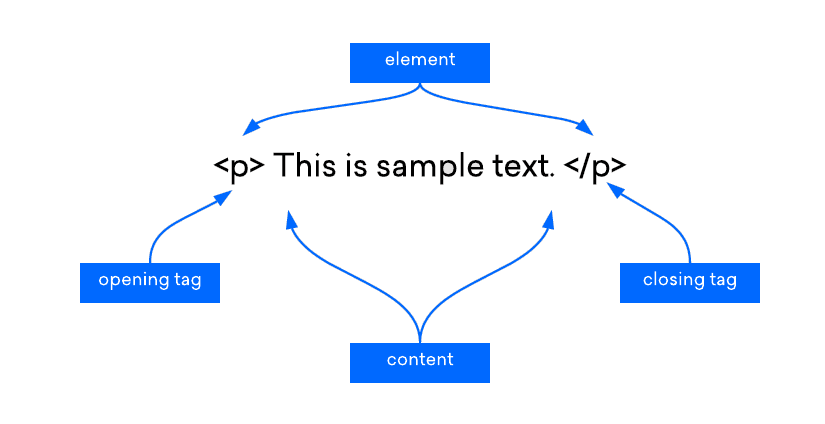 element
<p> This is sample text. </p>
opening tag
closing tag
content